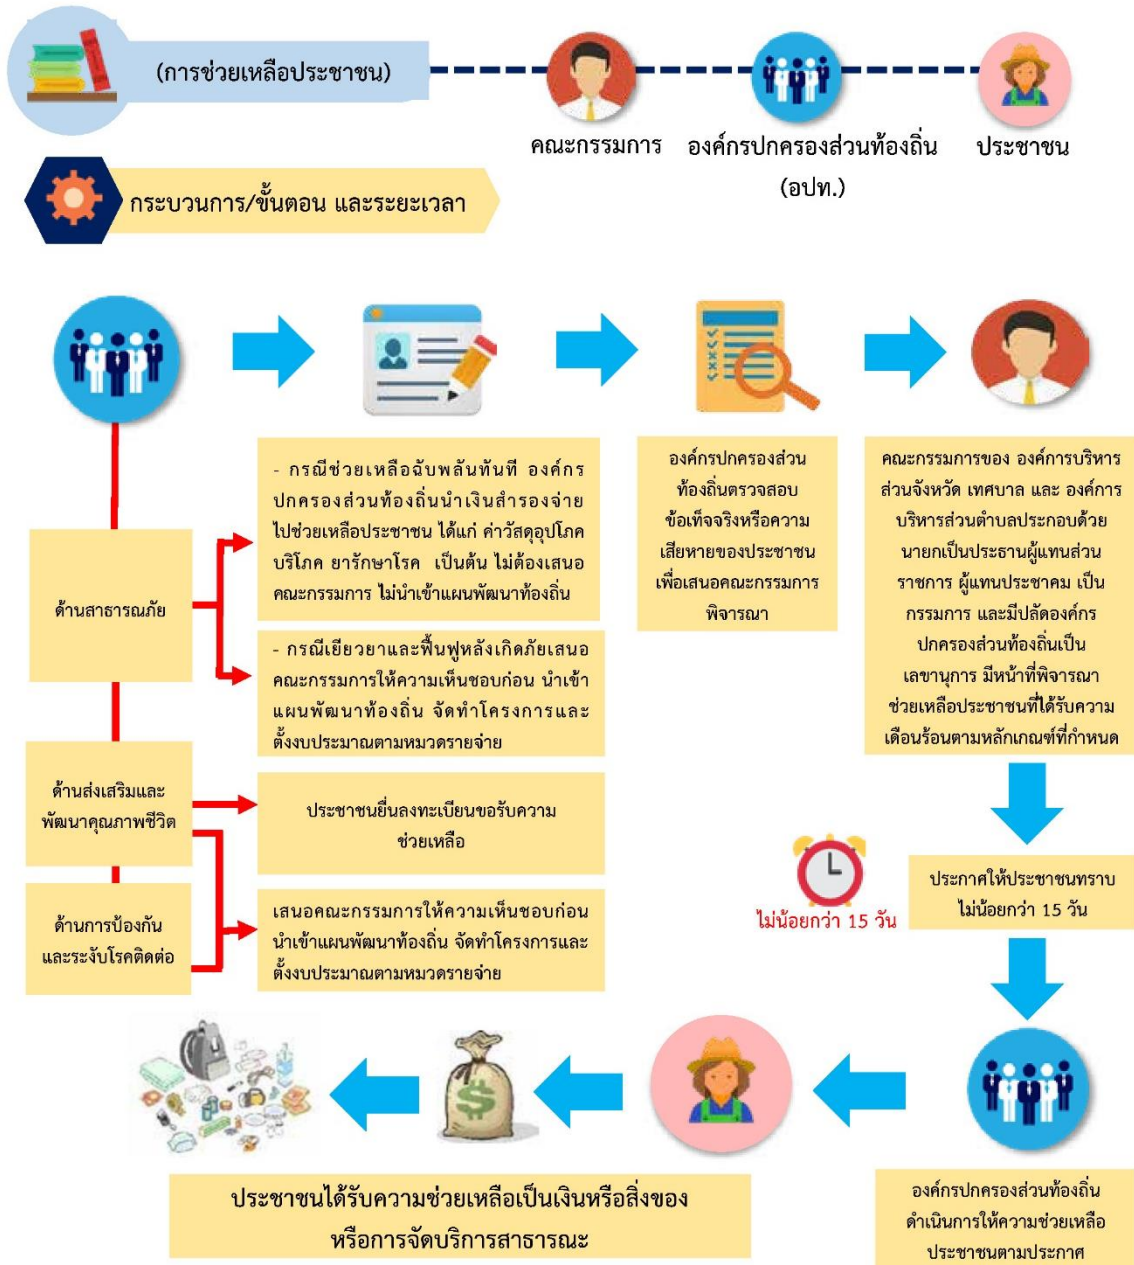 (การช่วยเหลือประชาชน)
คณะกรรมการ
องค์กรปกครองส่วนท้องถิ่น
(อปท.)
ประชาชน
กระบวนการ/ขั้นตอน และระยะเวลา
ด้านสาธารณภัย
- กรณีช่วยเหลือฉับพลันทันที องค์กร
ปกครองส่วนท้องถิ่นนำเงินสำรองจ่าย
ไปช่วยเหลือประชาชน ได้แก่ ค่าวัสดุอุปโภค
บริโภค ยารักษาโรค เป็นต้น ไม่ต้องเสนอ
คณะกรรมการ ไม่นำเข้าแผนพัฒนาท้องถิ่น
- กรณีเยียวยาและฟื้นฟูหลังเกิดภัยเสนอ
คณะกรรมการให้ความเห็นชอบก่อน นำเข้า
แผนพัฒนาท้องถิ่น จัดทำโครงการและ
ตั้งงบประมาณตามหมวดรายจ่าย
องค์กรปกครองส่วน
ท้องถิ่นตรวจสอบ
ข้อเท็จจริงหรือความ
เสียหายของประชาชน
เพื่อเสนอคณะกรรมการ
พิจารณา
คณะกรรมการของ องค์การบริหาร
ส่วนจังหวัด เทศบาล และ องค์การ
บริหารส่วนตำบลประกอบด้วย
นายกเป็นประธานผู้แทนส่วน
ราชการ ผู้แทนประชาคม เป็น
กรรมการ และมีปลัดองค์กร
ปกครองส่วนท้องถิ่นเป็น
เลขานุการ มีหน้าที่พิจารณา
ช่วยเหลือประชาชนที่ได้รับความ
เดือนร้อนตามหลักเกณฑ์ที่กำหนด
ด้านส่งเสริมและ
พัฒนาคุณภาพชีวิต
ประชาชนยื่นลงทะเบียนขอรับความ
ช่วยเหลือ
ด้านการป้องกัน
และระงับโรคติดต่อ
เสนอคณะกรรมการให้ความเห็นชอบก่อน
นำเข้าแผนพัฒนาท้องถิ่น จัดทำโครงการและ
ตั้งงบประมาณตามหมวดรายจ่าย
ไม่น้อยกว่า 15 วัน
ประกาศให้ประชาชนทราบ
ไม่น้อยกว่า 15 วัน
องค์กรปกครองส่วนท้องถิ่น
ดำเนินการให้ความช่วยเหลือ
ประชาชนตามประกาศ
ประชาชนได้รับความช่วยเหลือเป็นเงินหรือสิ่งของ
หรือการจัดบริการสาธารณะ